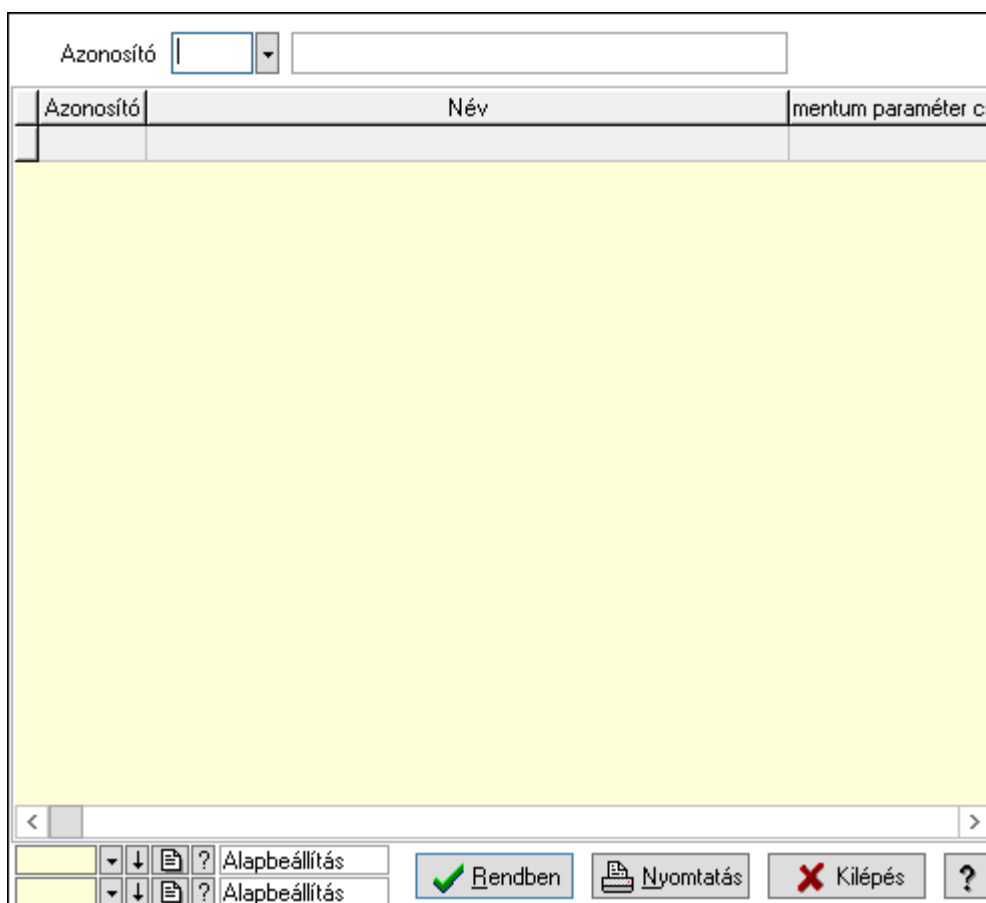 Azonosító
Azonosító Név mentum paraméter
? Alapbeállítás
? Alapbeállítás
Rendben Nyomtatás Kilépés ?